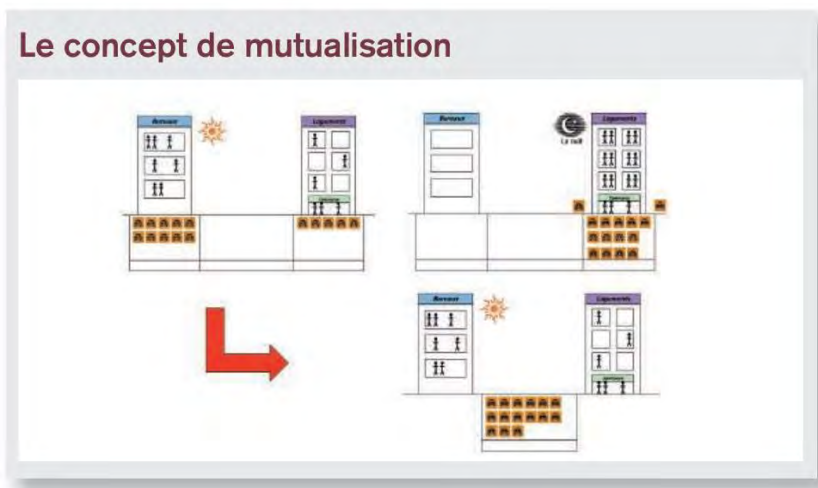 Le concept de mutualisation
Bureaux
Logements
Bureaux
La nuit
Logements
Bureaux
Logements